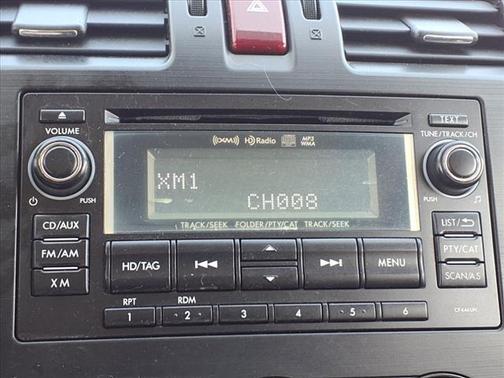 VOLUME
TEXT
TUNE/TRACK/CH
((XM))
HD Radio
MP3
WMA
XM1
CH008
PUSH
PUSH
TRACK/SEEK FOLDER/PTY/CAT TRACK/SEEK
CD/AUX
LIST/
FM/AM
HD/TAG
MENU
PTY/CAT
XM
SCAN/AS
RPT RDM
1 2 3 4 5 6